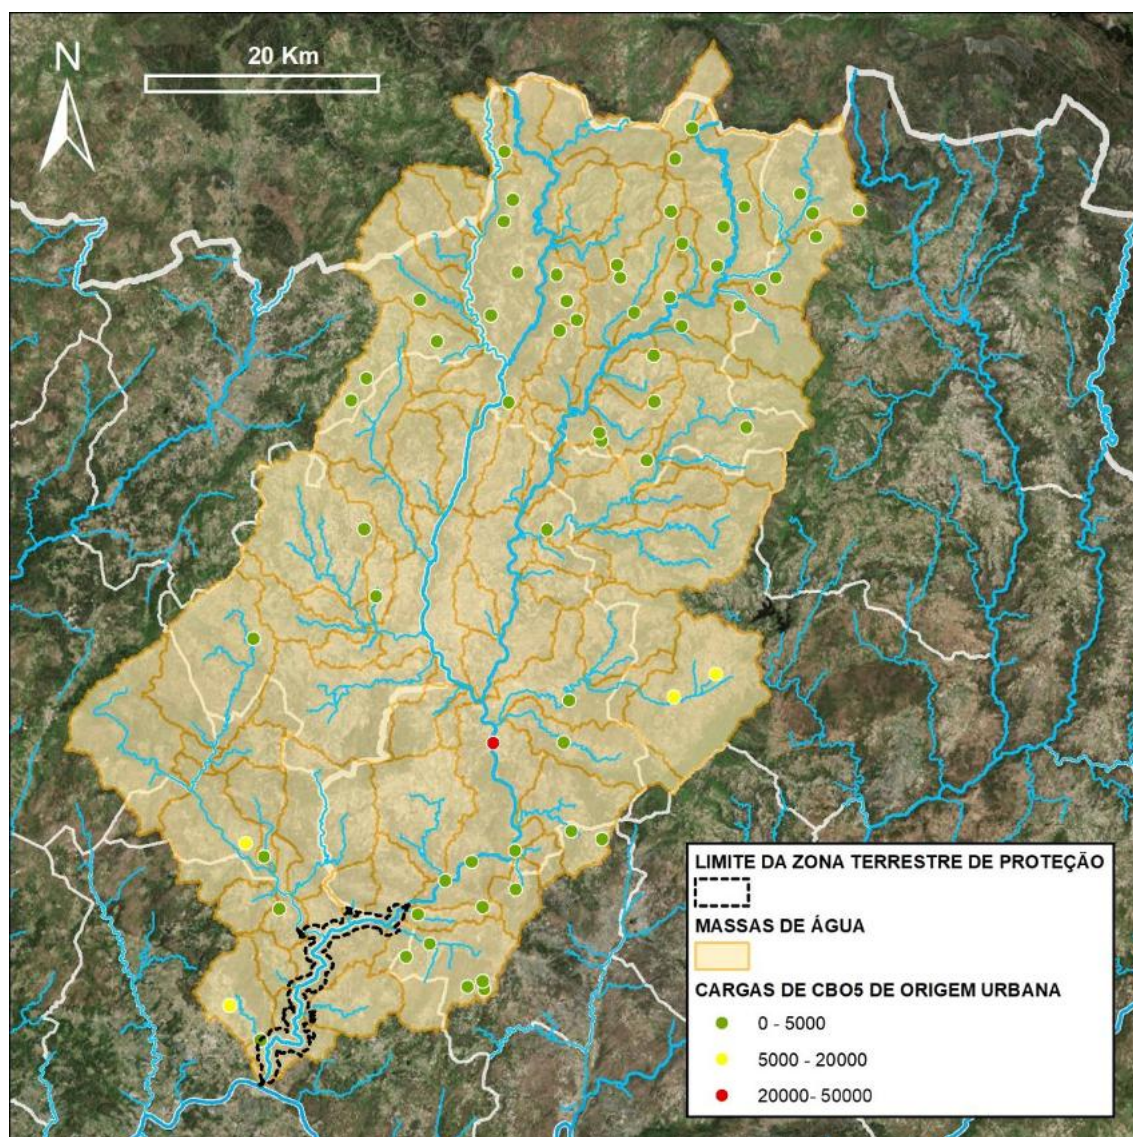 N
20 Km
LIMITE DA ZONA TERRESTRE DE PROTEÇÃO
MASSAS DE ÁGUA
CARGAS DE CBO5 DE ORIGEM URBANA
0 - 5000
5000 - 20000
20000- 50000